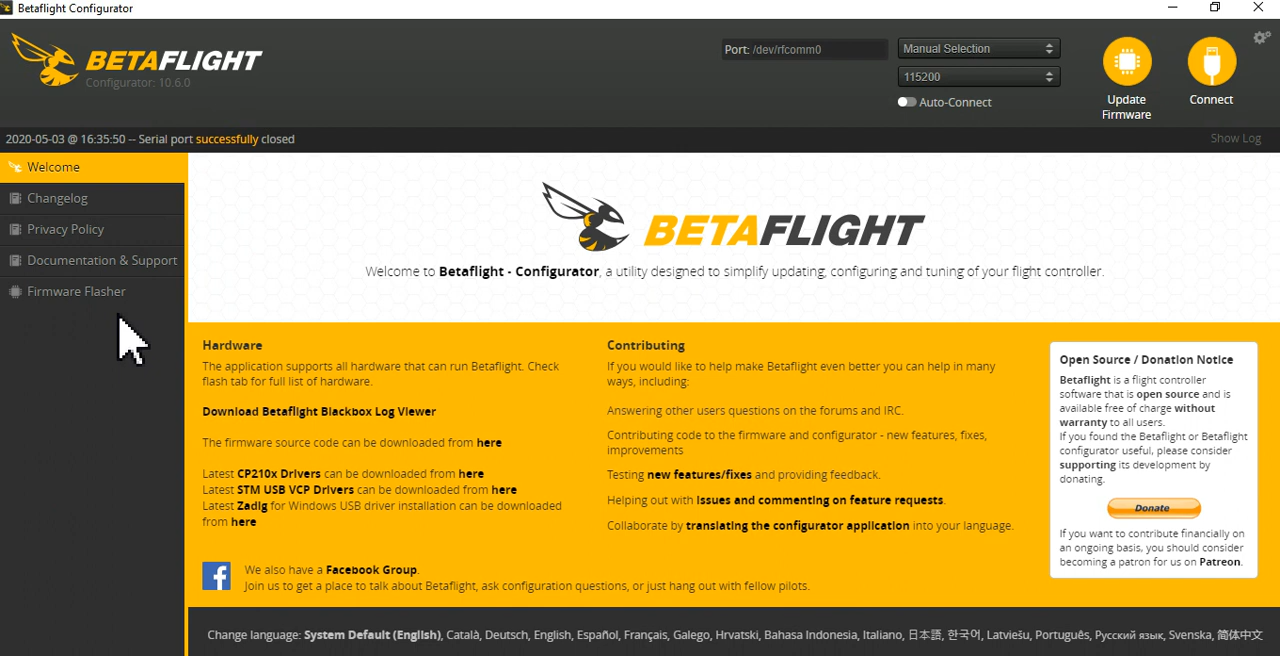 Betaflight Configurator
BETAFLIGHT
Configurator: 10.6.0
Port: /dev/rfcomm0
Manual Selection
115200
Auto-Connect
Update
Firmware
Connect
2020-05-03 @ 16:35:50 -- Serial port successfully closed
Show Log
Welcome
Changelog
Privacy Policy
Documentation & Support
Firmware Flasher
BETAFLIGHT
Welcome to Betaflight - Configurator, a utility designed to simplify updating, configuring and tuning of your flight controller.
Hardware
The application supports all hardware that can run Betaflight. Check
flash tab for full list of hardware.
Download Betaflight Blackbox Log Viewer
The firmware source code can be downloaded from here
Latest CP210x Drivers can be downloaded from here
Latest STM USB VCP Drivers can be downloaded from here
Latest Zadig for Windows USB driver installation can be downloaded
from here
Contributing
If you would like to help make Betaflight even better you can help in many
ways, including:
Answering other users questions on the forums and IRC.
Contributing code to the firmware and configurator - new features, fixes,
improvements
Testing new features/fixes and providing feedback.
Helping out with issues and commenting on feature requests.
Collaborate by translating the configurator application into your language.
Open Source / Donation Notice
Betaflight is a flight controller
software that is open source and is
available free of charge without
warranty to all users.
If you found the Betaflight or Betaflight
configurator useful, please consider
supporting its development by
donating.
Donate
If you want to contribute financially on
an ongoing basis, you should consider
becoming a patron for us on Patreon.
We also have a Facebook Group.
Join us to get a place to talk about Betaflight, ask configuration questions, or just hang out with fellow pilots.
Change language: System Default (English), Català, Deutsch, English, Español, Français, Galego, Hrvatski, Bahasa Indonesia, Italiano, 日本語, 한국어, Latviešu, Português, Русский язык, Svenska, 简体中文